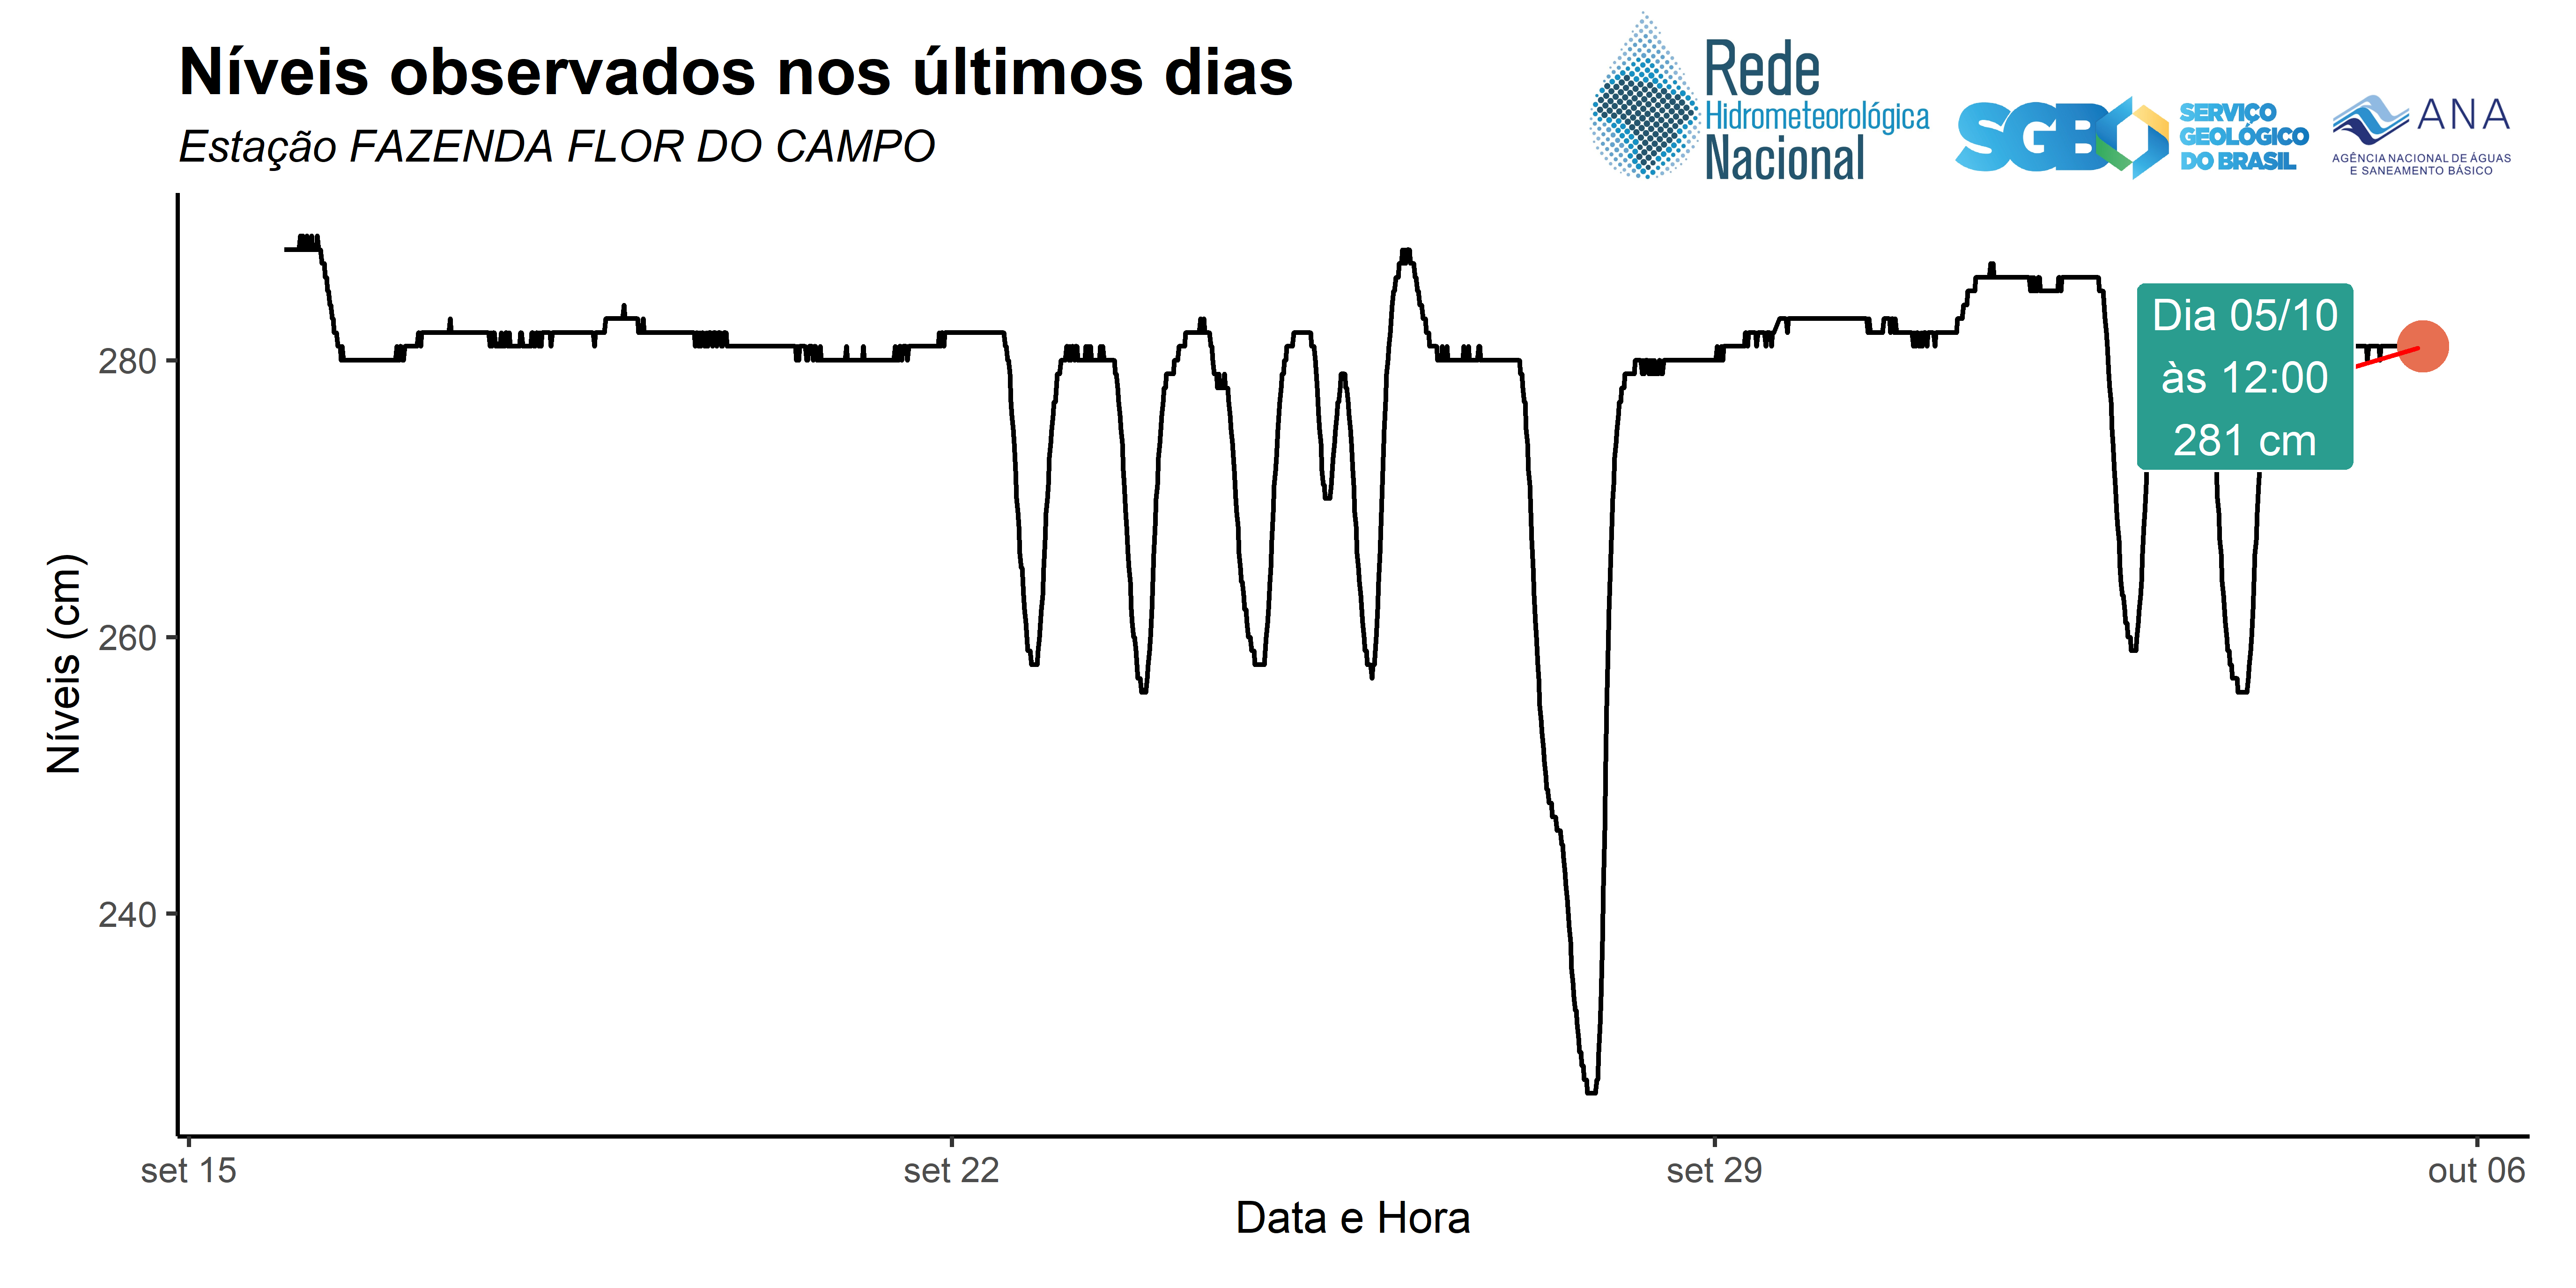 Níveis observados nos últimos dias
Estação FAZENDA FLOR DO CAMPO
Rede
Hidrometeorológica
Nacional
SGB
SERVIÇO
GEOLÓGICO
DO BRASIL
ANA
AGÊNCIA NACIONAL DE ÁGUAS
E SANEAMENTO BÁSICO
Níveis (cm)
280
260
240
Dia 05/10
às 12:00
281 cm
set 15
set 22
set 29
out 06
Data e Hora